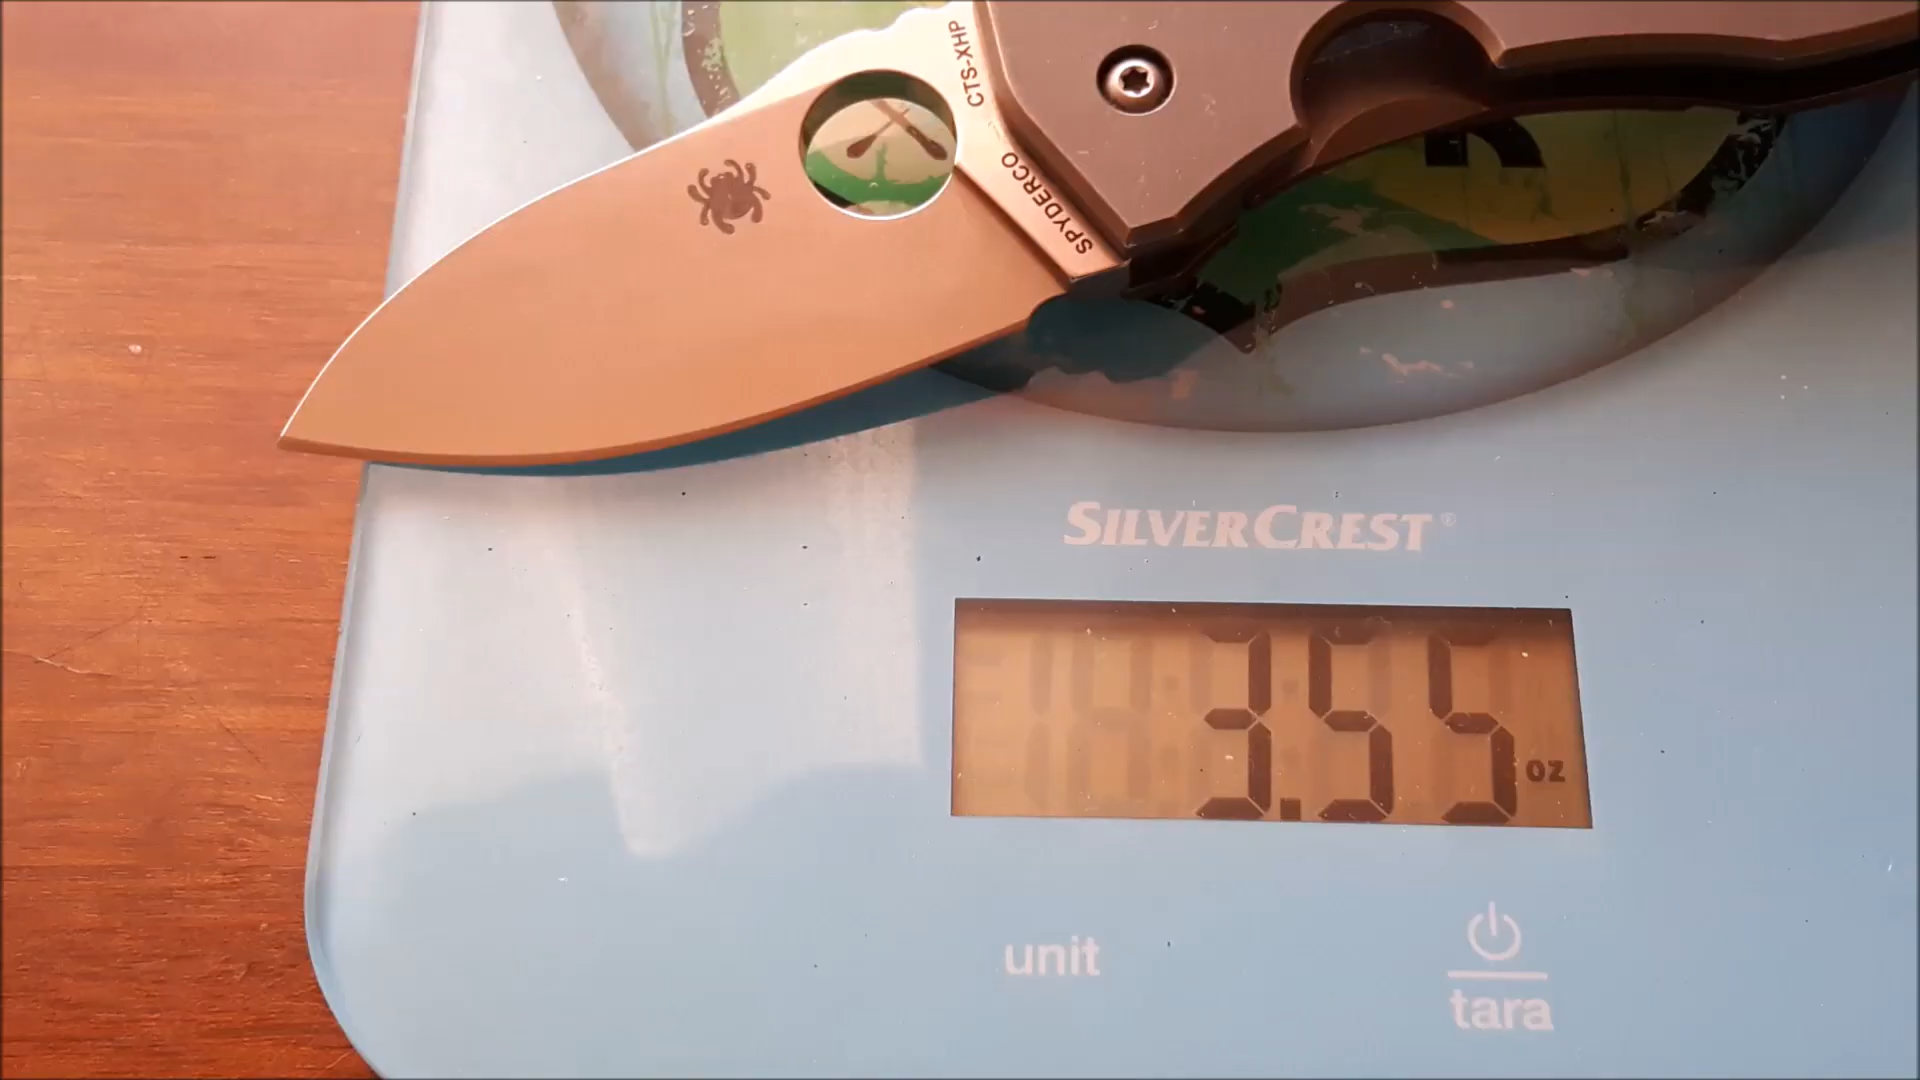 CTS-XHP
SPYDERCO
SILVERCREST®
3.55 oz
unit
tara